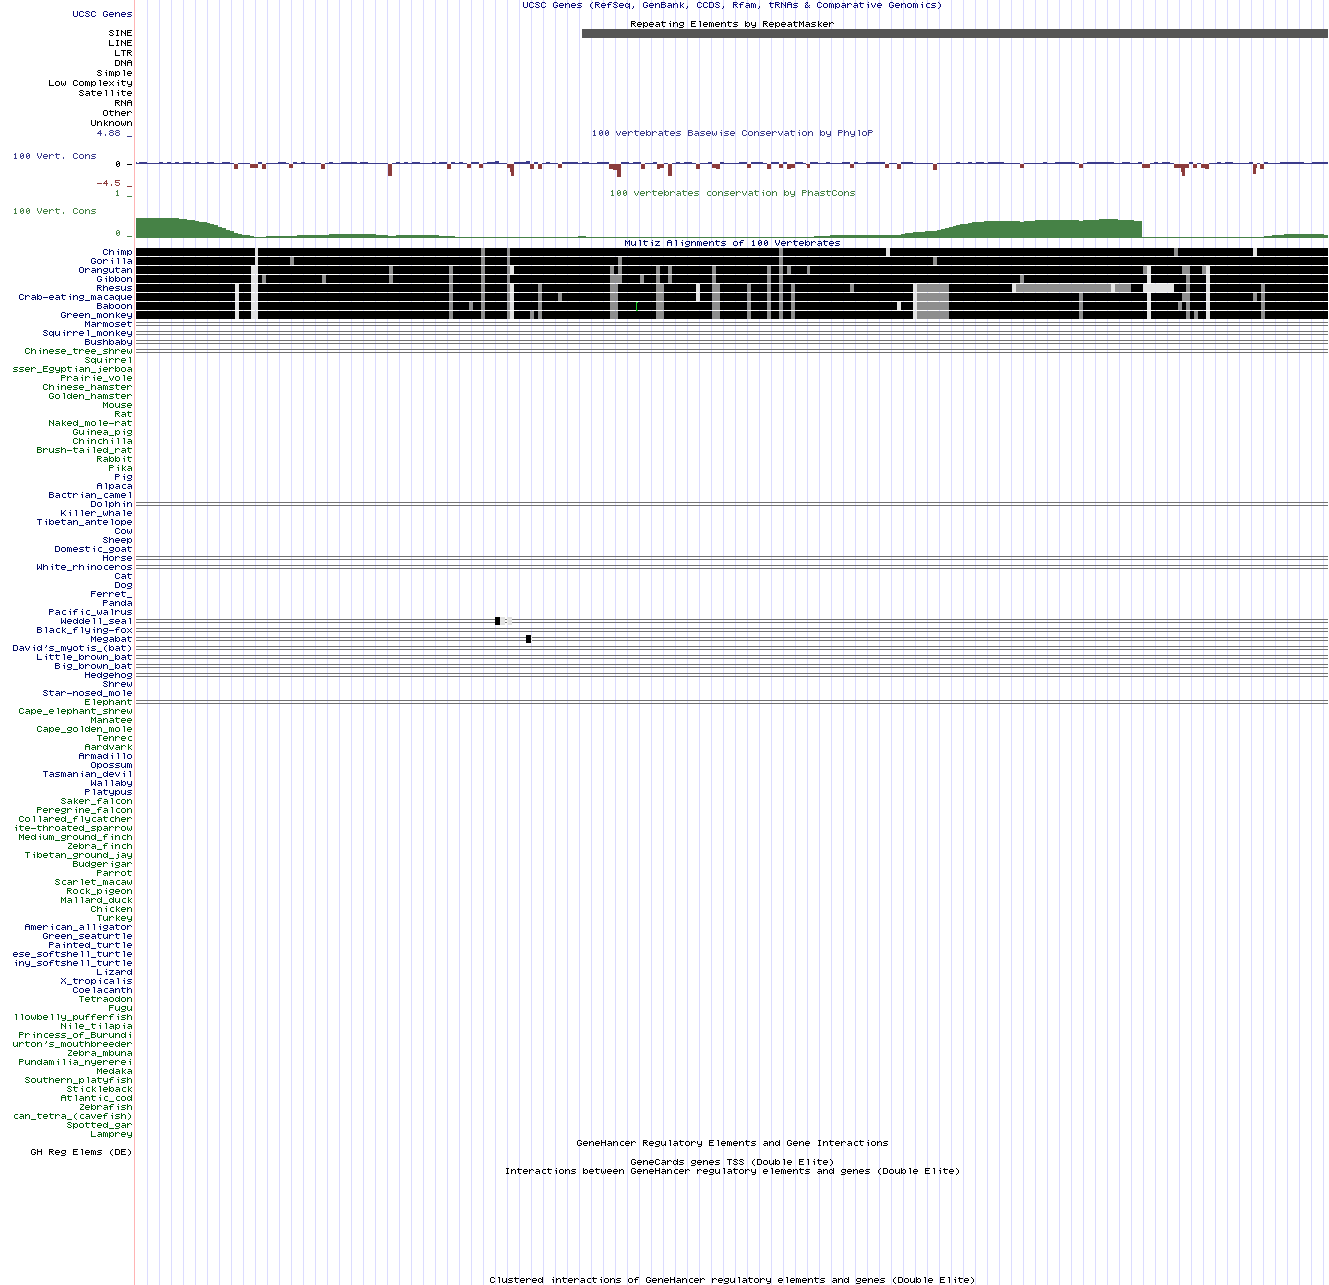 UCSC Genes (RefSeq, GenBank, CCDS, Rfam, tRNAs & Comparative Genomics)
UCSC Genes
Repeating Elements by RepeatMasker
SINE
LINE
LTR
DNA
Simple
Low Complexity
Satellite
RNA
Other
Unknown
4.88 _
100 vertebrates Basewise Conservation by PhyloP
100 Vert. Cons
0 _
-4.5 _
1 _
100 vertebrates conservation by PhastCons
100 Vert. Cons
0 _
Multiz Alignments of 100 Vertebrates
Chimp
Gorilla
Orangutan
Gibbon
Rhesus
Crab-eating_macaque
Baboon
Green_monkey
Marmoset
Squirrel_monkey
Bushbaby
Chinese_tree_shrew
Squirrel
sser_Egyptian_jerboa
Prairie_vole
Chinese_hamster
Golden_hamster
Mouse
Rat
Naked_mole-rat
Guinea_pig
Chinchilla
Brush-tailed_rat
Rabbit
Pika
Pig
Alpaca
Bactrian_camel
Dolphin
Killer_whale
Tibetan_antelope
Cow
Sheep
Domestic_goat
Horse
White_rhinoceros
Cat
Dog
Ferret_
Panda
Pacific_walrus
Weddell_seal
Black_flying-fox
Megabat
David's_myotis_(bat)
Little_brown_bat
Big_brown_bat
Hedgehog
Shrew
Star-nosed_mole
Elephant
Cape_elephant_shrew
Manatee
Cape_golden_mole
Tenrec
Aardvark
Armadillo
Opossum
Tasmanian_devil
Wallaby
Platypus
Saker_falcon
Peregrine_falcon
Collared_flycatcher
ite-throated_sparrow
Medium_ground_finch
Zebra_finch
Tibetan_ground_jay
Budgerigar
Parrot
Scarlet_macaw
Rock_pigeon
Mallard_duck
Chicken
Turkey
American_alligator
Green_seaturtle
Painted_turtle
ese_softshell_turtle
iny_softshell_turtle
Lizard
X_tropicalis
Coelacanth
Tetraodon
Fugu
llowbelly_pufferfish
Nile_tilapia
Princess_of_Burundi
urton's_mouthbreeder
Zebra_mbuna
Pundamilia_nyererei
Medaka
Southern_platyfish
Stickleback
Atlantic_cod
Zebrafish
can_tetra_(cavefish)
Spotted_gar
Lamprey
GeneHancer Regulatory Elements and Gene Interactions
GH Reg Elems (DE)
GeneCards genes TSS (Double Elite)
Interactions between GeneHancer regulatory elements and genes (Double Elite)
Clustered interactions of GeneHancer regulatory elements and genes (Double Elite)